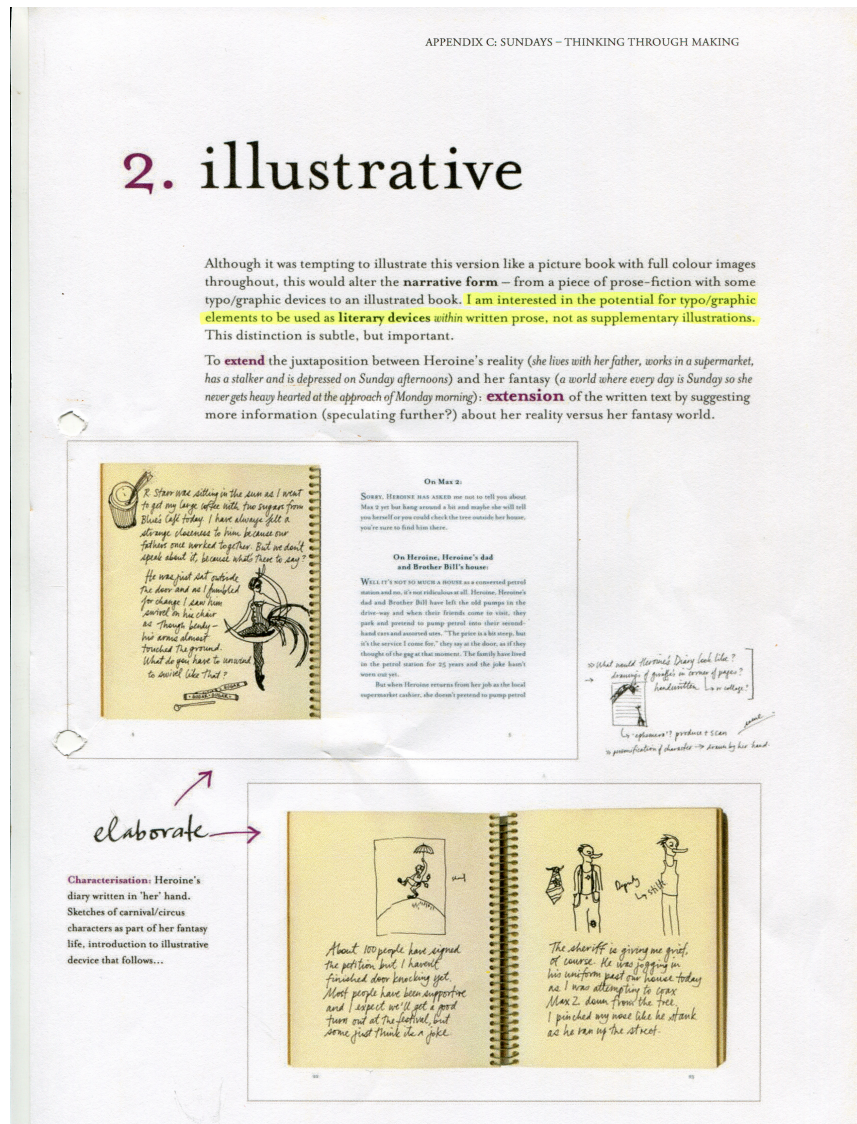 APPENDIX C: SUNDAYS – THINKING THROUGH MAKING
2. illustrative
Although it was tempting to illustrate this version like a picture book with full colour images
throughout, this would alter the narrative form – from a piece of prose-fiction with some
typo/graphic devices to an illustrated book. I am interested in the potential for typo/graphic
elements to be used as literary devices within written prose, not as supplementary illustrations.
This distinction is subtle, but important.
To extend the juxtaposition between Heroine's reality (she lives with her father, works in a supermarket,
has a stalker and is depressed on Sunday afternoons) and her fantasy (a world where every day is Sunday so she
never gets heavy hearted at the approach of Monday morning): extension of the written text by suggesting
more information (speculating further?) about her reality versus her fantasy world.
R Starr was sitting in the sun as I went
to get my large coffee with two sugars from
Blue's Café today. I have always felt a
strange closeness to him because our
fathers once worked together. But we don't
speak about it, because what's there to say?
He was just sat outside
the door and as I fumbled
for change I saw him
swivel in his chair
as though bendy –
his arms almost
touched the ground.
What do you have to unwind
to swivel like that?
SUGAR
SUGAR SUGAR
On Max 2:
SORRY, HEROINE HAS ASKED me not to tell you about
Max 2 yet but hang around a bit and maybe she will tell
you herself or you could check the tree outside her house,
you're sure to find him there.
On Heroine, Heroine's dad
and Brother Bill's house:
WELL IT'S NOT SO MUCH A HOUSE as a converted petrol
station and no, it's not ridiculous at all. Heroine, Heroine's
dad and Brother Bill have left the old pumps in the
drive-way and when their friends come to visit, they
park and pretend to pump petrol into their second-
hand cars and assorted utes. "The price is a bit steep, but
it's the service I come for," they say at the door, as if they
thought of the gag at that moment. The family have lived
in the petrol station for 25 years and the joke hasn't
worn out yet.
But when Heroine returns from her job as the local
supermarket cashier, she doesn't pretend to pump petrol
» What would Heroine's Diary look like?
drawings of giraffes in corner of pages?
handwritten
↳ or collage?
↳ ephemera? produce + scan
» personification of character → drawn by her hand.
elaborate
Characterisation: Heroine's
diary written in 'her' hand.
Sketches of carnival/circus
characters as part of her fantasy
life, introduction to illustrative
decvice that follows...
About 100 people have signed
the petition but I haven't
finished door knocking yet.
Most people have been supportive
and I expect we'll get a good
turn out at the festival, but
some just think its a joke.
Deputy
↳ stilt
The sheriff is giving me grief,
of course. He was jogging in
his uniform past our house today
as I was attempting to coax
Max 2 down from the tree.
I pinched my nose like he stank
as he ran up the street.